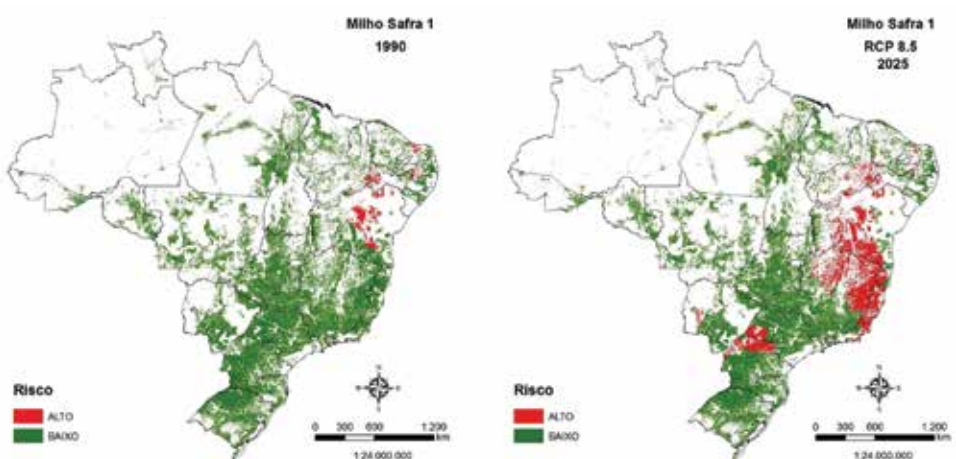 Milho Safra 1
1990
N
W
E
S
Risco
ALTO
BAIXO
0 300 600 1.200
km
1:24.000.000
Milho Safra 1
RCP 8.5
2025
N
W
E
S
Risco
ALTO
BAIXO
0 300 600 1.200
km
1:24.000.000